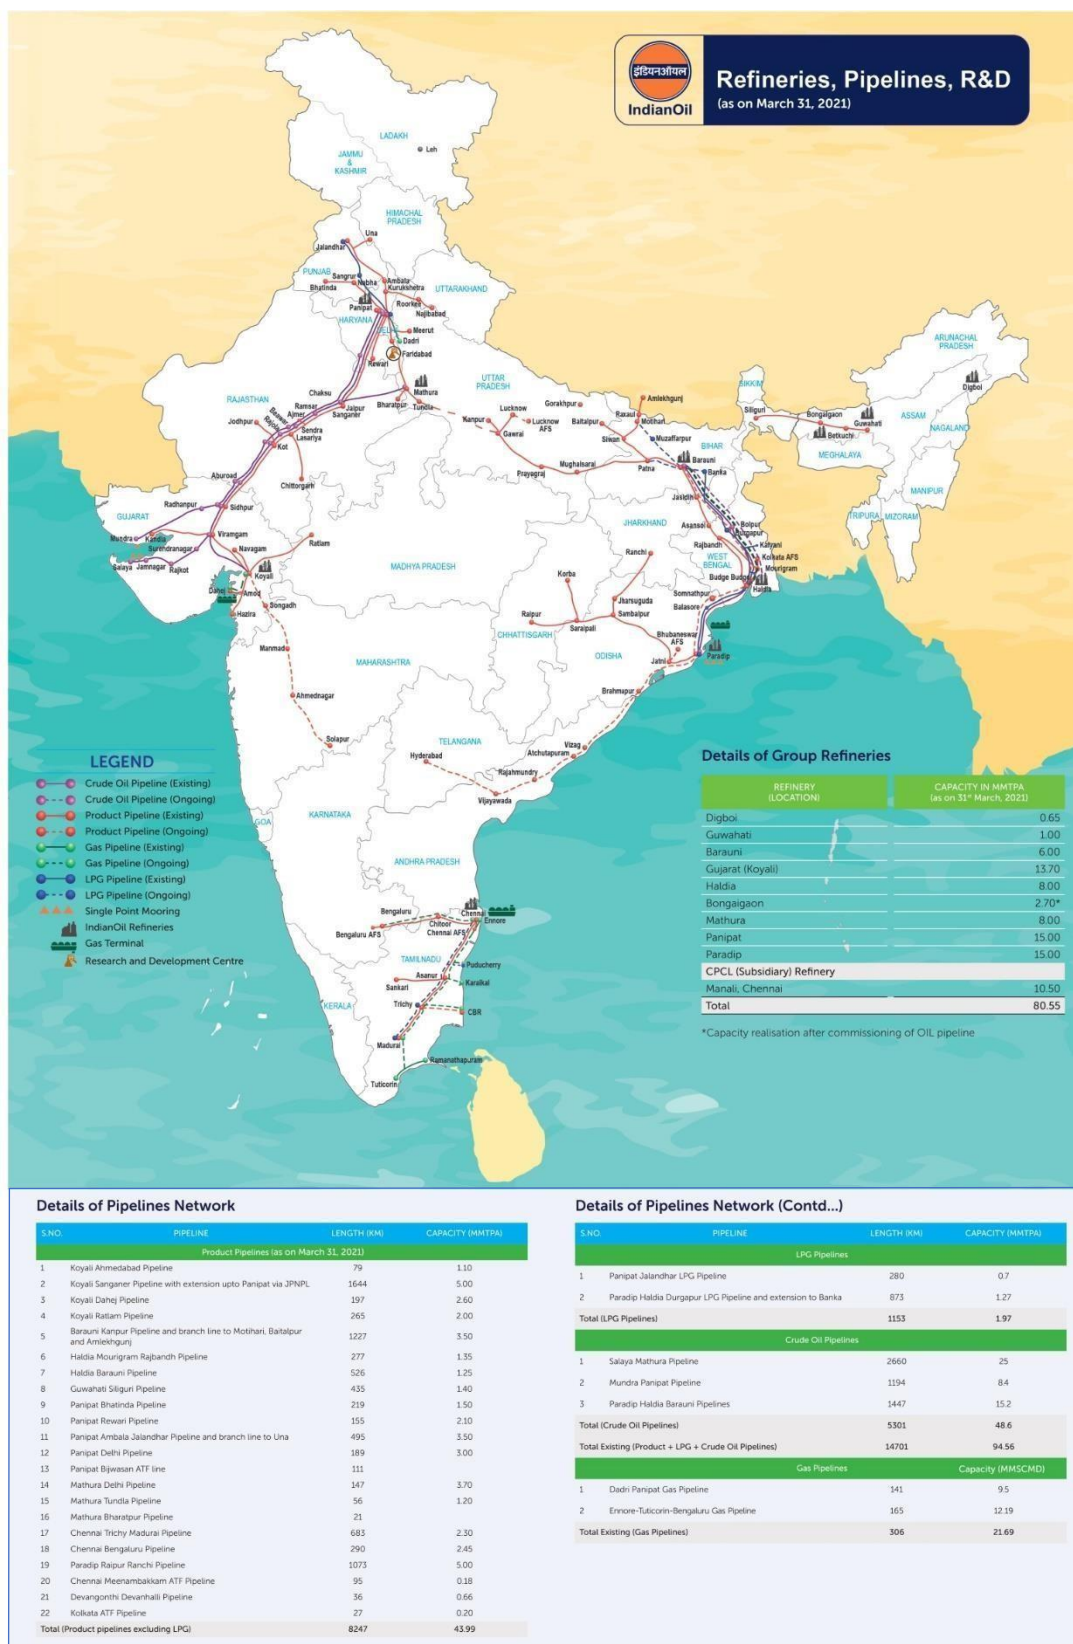 इंडियनऑयल
IndianOil
Refineries, Pipelines, R&D
(as on March 31, 2021)
LADAKH
Leh
JAMMU
&
KASHMIR
HIMACHAL
PRADESH
Una
Jalandhar
PUNJAB
Sangrur
Bhatinda
Nabha
Ambala
Kurukshetra
UTTARAKHAND
Roorkee
Najibabad
Panipat
HARYANA
DELHI
Meerut
Dadri
Faridabad
Rewari
UTTAR
PRADESH
Mathura
Bharatpur
Tundla
RAJASTHAN
Chaksu
Ramsar
Ajmer
Jaipur
Sanganer
Beawar
Rajola
Jodhpur
Sendra
Lasariya
Kot
Chittorgarh
Aburoad
Radhanpur
Sidhpur
GUJARAT
Mundra
Kandla
Viramgam
Surendranagar
Navagam
Ratlam
Salaya
Jamnagar
Rajkot
Koyali
Dahej
Amod
Hazira
Dongadh
Manmad
MADHYA PRADESH
MAHARASHTRA
Ahmednagar
Solapur
Kanpur
Lucknow
Lucknow
AFS
Gawrai
Gorakhpur
Baitalpur
Amlekhgunj
Raxaul
Motihari
Siwan
Muzaffarpur
Prayagraj
Mughalsarai
Patna
BIHAR
Barauni
Banka
SIKKIM
Siliguri
Bongaigaon
Guwahati
Betkuchi
ARUNACHAL
PRADESH
Digboi
ASSAM
NAGALAND
MEGHALAYA
MANIPUR
TRIPURA
MIZORAM
Jasidih
JHARKHAND
Asansol
Rajbandh
Bolpur
Durgapur
WEST
BENGAL
Kalyani
Kolkata AFS
Mourigram
Budge Budge
Haldia
Ranchi
Korba
Jharsuguda
Raipur
Saraipali
Sambalpur
Somnathpur
Balasore
CHHATTISGARH
ODISHA
Bhubaneswar
AFS
Jatni
Paradip
Brahmapur
Vizag
Atchutapuram
TELANGANA
Hyderabad
Rajahmundry
Vijayawada
KARNATAKA
GOA
ANDHRA PRADESH
Bengaluru
Bengaluru AFS
Chitoor
Chennai
Ennore
Chennai AFS
TAMILNADU
Asanur
Sankari
Puducherry
Karaikal
KERALA
Trichy
CBR
Madurai
Ramanathapuram
Tuticorin
LEGEND
Crude Oil Pipeline (Existing)
Crude Oil Pipeline (Ongoing)
Product Pipeline (Existing)
Product Pipeline (Ongoing)
Gas Pipeline (Existing)
Gas Pipeline (Ongoing)
LPG Pipeline (Existing)
LPG Pipeline (Ongoing)
Single Point Mooring
IndianOil Refineries
Gas Terminal
Research and Development Centre
Details of Group Refineries
REFINERY (LOCATION) CAPACITY IN MMTPA (as on 31st March, 2021)
Digboi 0.65
Guwahati 1.00
Barauni 6.00
Gujarat (Koyali) 13.70
Haldia 8.00
Bongaigaon 2.70*
Mathura 8.00
Panipat 15.00
Paradip 15.00
CPCL (Subsidiary) Refinery
Manali, Chennai 10.50
Total 80.55
*Capacity realisation after commissioning of OIL pipeline
Details of Pipelines Network
S.NO. PIPELINE LENGTH (KM) CAPACITY (MMTPA)
Product Pipelines (as on March 31, 2021)
1 Koyali Ahmedabad Pipeline 79 1.10
2 Koyali Sanganer Pipeline with extension upto Panipat via JPNPL 1644 5.00
3 Koyali Dahej Pipeline 197 2.60
4 Koyali Ratlam Pipeline 265 2.00
5 Barauni Kanpur Pipeline and branch line to Motihari, Baitalpur and Amlekhgunj 1227 3.50
6 Haldia Mourigram Rajbandh Pipeline 277 1.35
7 Haldia Barauni Pipeline 526 1.25
8 Guwahati Siliguri Pipeline 435 1.40
9 Panipat Bhatinda Pipeline 219 1.50
10 Panipat Rewari Pipeline 155 2.10
11 Panipat Ambala Jalandhar Pipeline and branch line to Una 495 3.50
12 Panipat Delhi Pipeline 189 3.00
13 Panipat Bijwasan ATF line 111
14 Mathura Delhi Pipeline 147 3.70
15 Mathura Tundla Pipeline 56 1.20
16 Mathura Bharatpur Pipeline 21
17 Chennai Trichy Madurai Pipeline 683 2.30
18 Chennai Bengaluru Pipeline 290 2.45
19 Paradip Raipur Ranchi Pipeline 1073 5.00
20 Chennai Meenambakkam ATF Pipeline 95 0.18
21 Devangonthi Devanhalli Pipeline 36 0.66
22 Kolkata ATF Pipeline 27 0.20
Total (Product pipelines excluding LPG) 8247 43.99
Details of Pipelines Network (Contd...)
S.NO. PIPELINE LENGTH (KM) CAPACITY (MMTPA)
LPG Pipelines
1 Panipat Jalandhar LPG Pipeline 280 0.7
2 Paradip Haldia Durgapur LPG Pipeline and extension to Banka 873 1.27
Total (LPG Pipelines) 1153 1.97
Crude Oil Pipelines
1 Salaya Mathura Pipeline 2660 25
2 Mundra Panipat Pipeline 1194 8.4
3 Paradip Haldia Barauni Pipelines 1447 15.2
Total (Crude Oil Pipelines) 5301 48.6
Total Existing (Product + LPG + Crude Oil Pipelines) 14701 94.56
Gas Pipelines Capacity (MMSCMD)
1 Dadri Panipat Gas Pipeline 141 9.5
2 Ennore-Tuticorin-Bengaluru Gas Pipeline 165 12.19
Total Existing (Gas Pipelines) 306 21.69